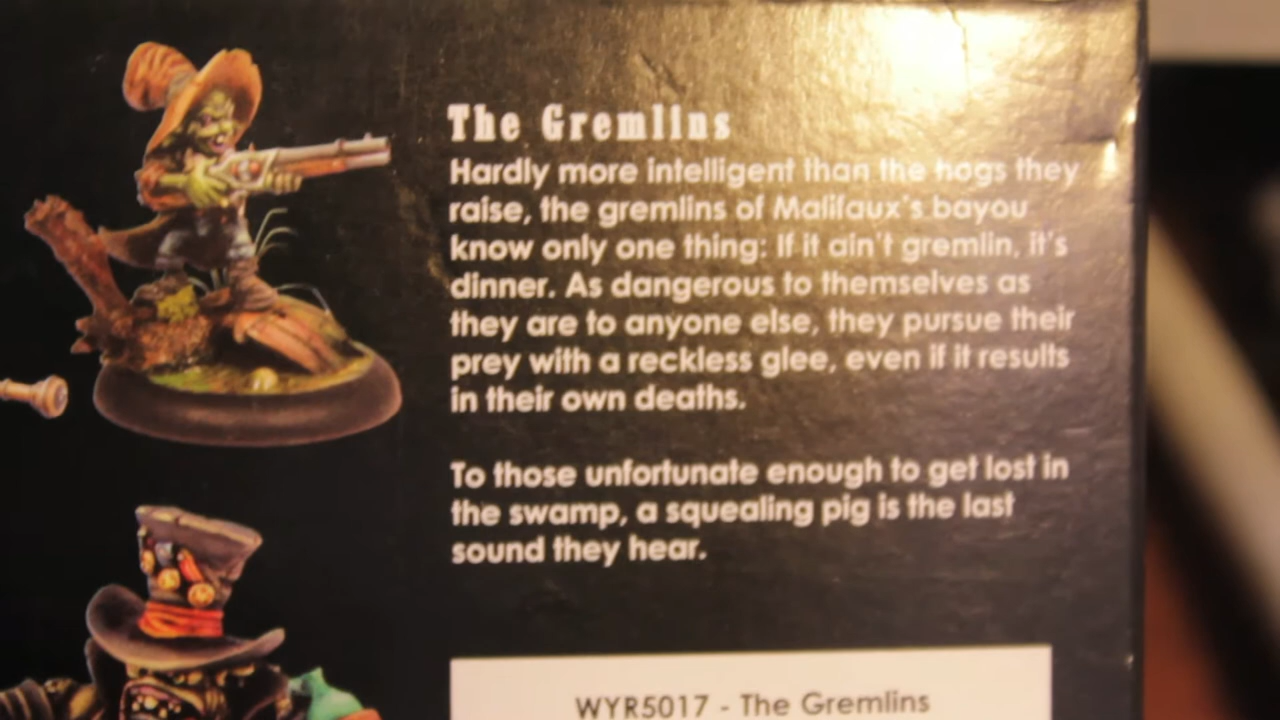 The Gremlins
Hardly more intelligent than the hogs they
raise, the gremlins of Malifaux's bayou
know only one thing: If it ain't gremlin, it's
dinner. As dangerous to themselves as
they are to anyone else, they pursue their
prey with a reckless glee, even if it results
in their own deaths.
To those unfortunate enough to get lost in
the swamp, a squealing pig is the last
sound they hear.
WYR5017 - The Gremlins